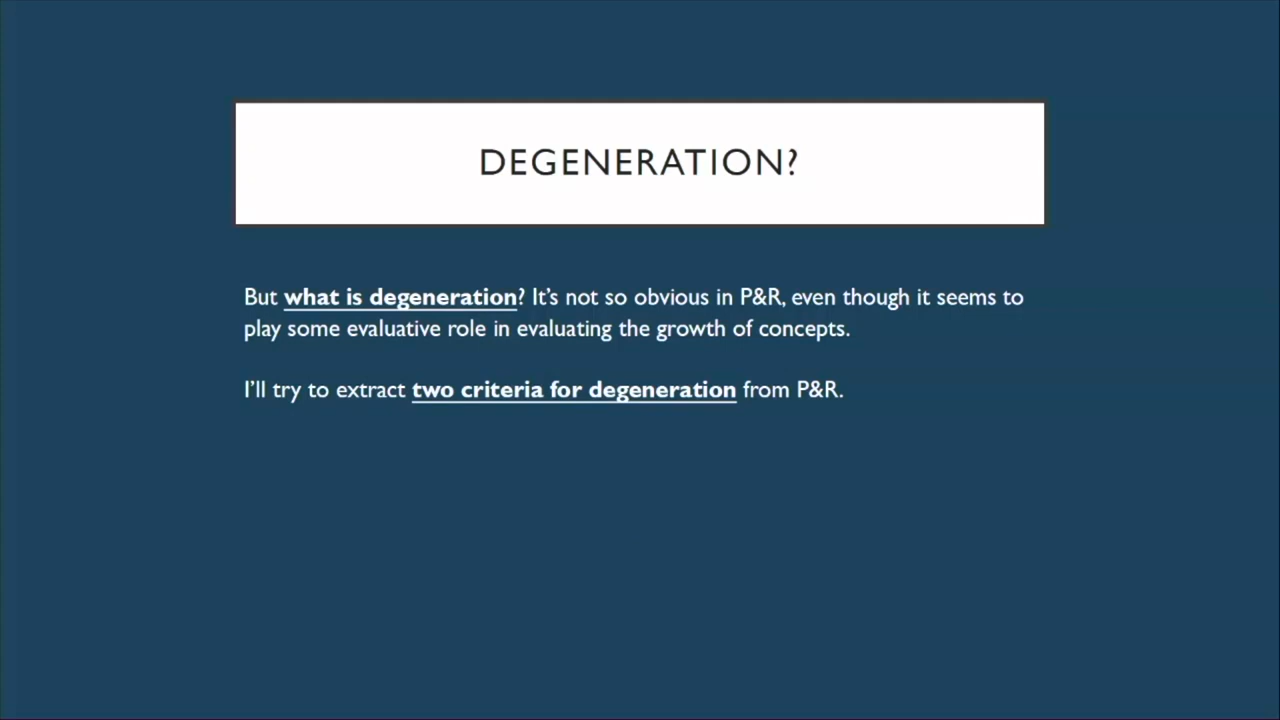 DEGENERATION?
But what is degeneration? It's not so obvious in P&R, even though it seems to
play some evaluative role in evaluating the growth of concepts.
I'll try to extract two criteria for degeneration from P&R.